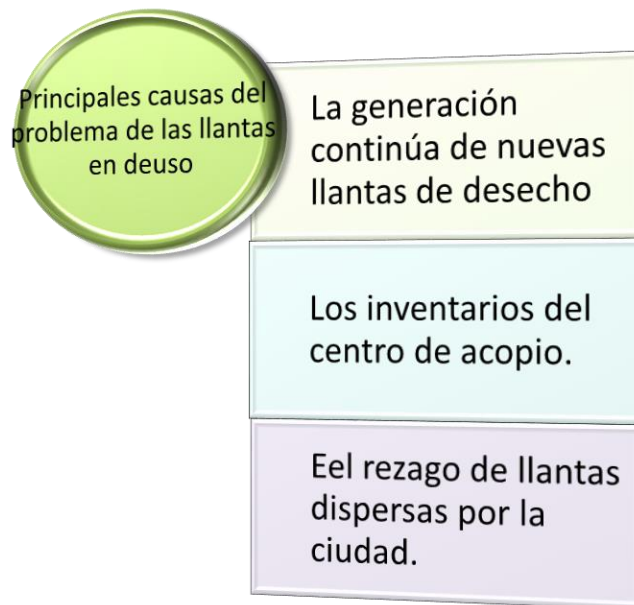 Principales causas del
problema de las llantas
en deuso
La generación
continúa de nuevas
llantas de desecho
Los inventarios del
centro de acopio.
Eel rezago de llantas
dispersas por la
ciudad.